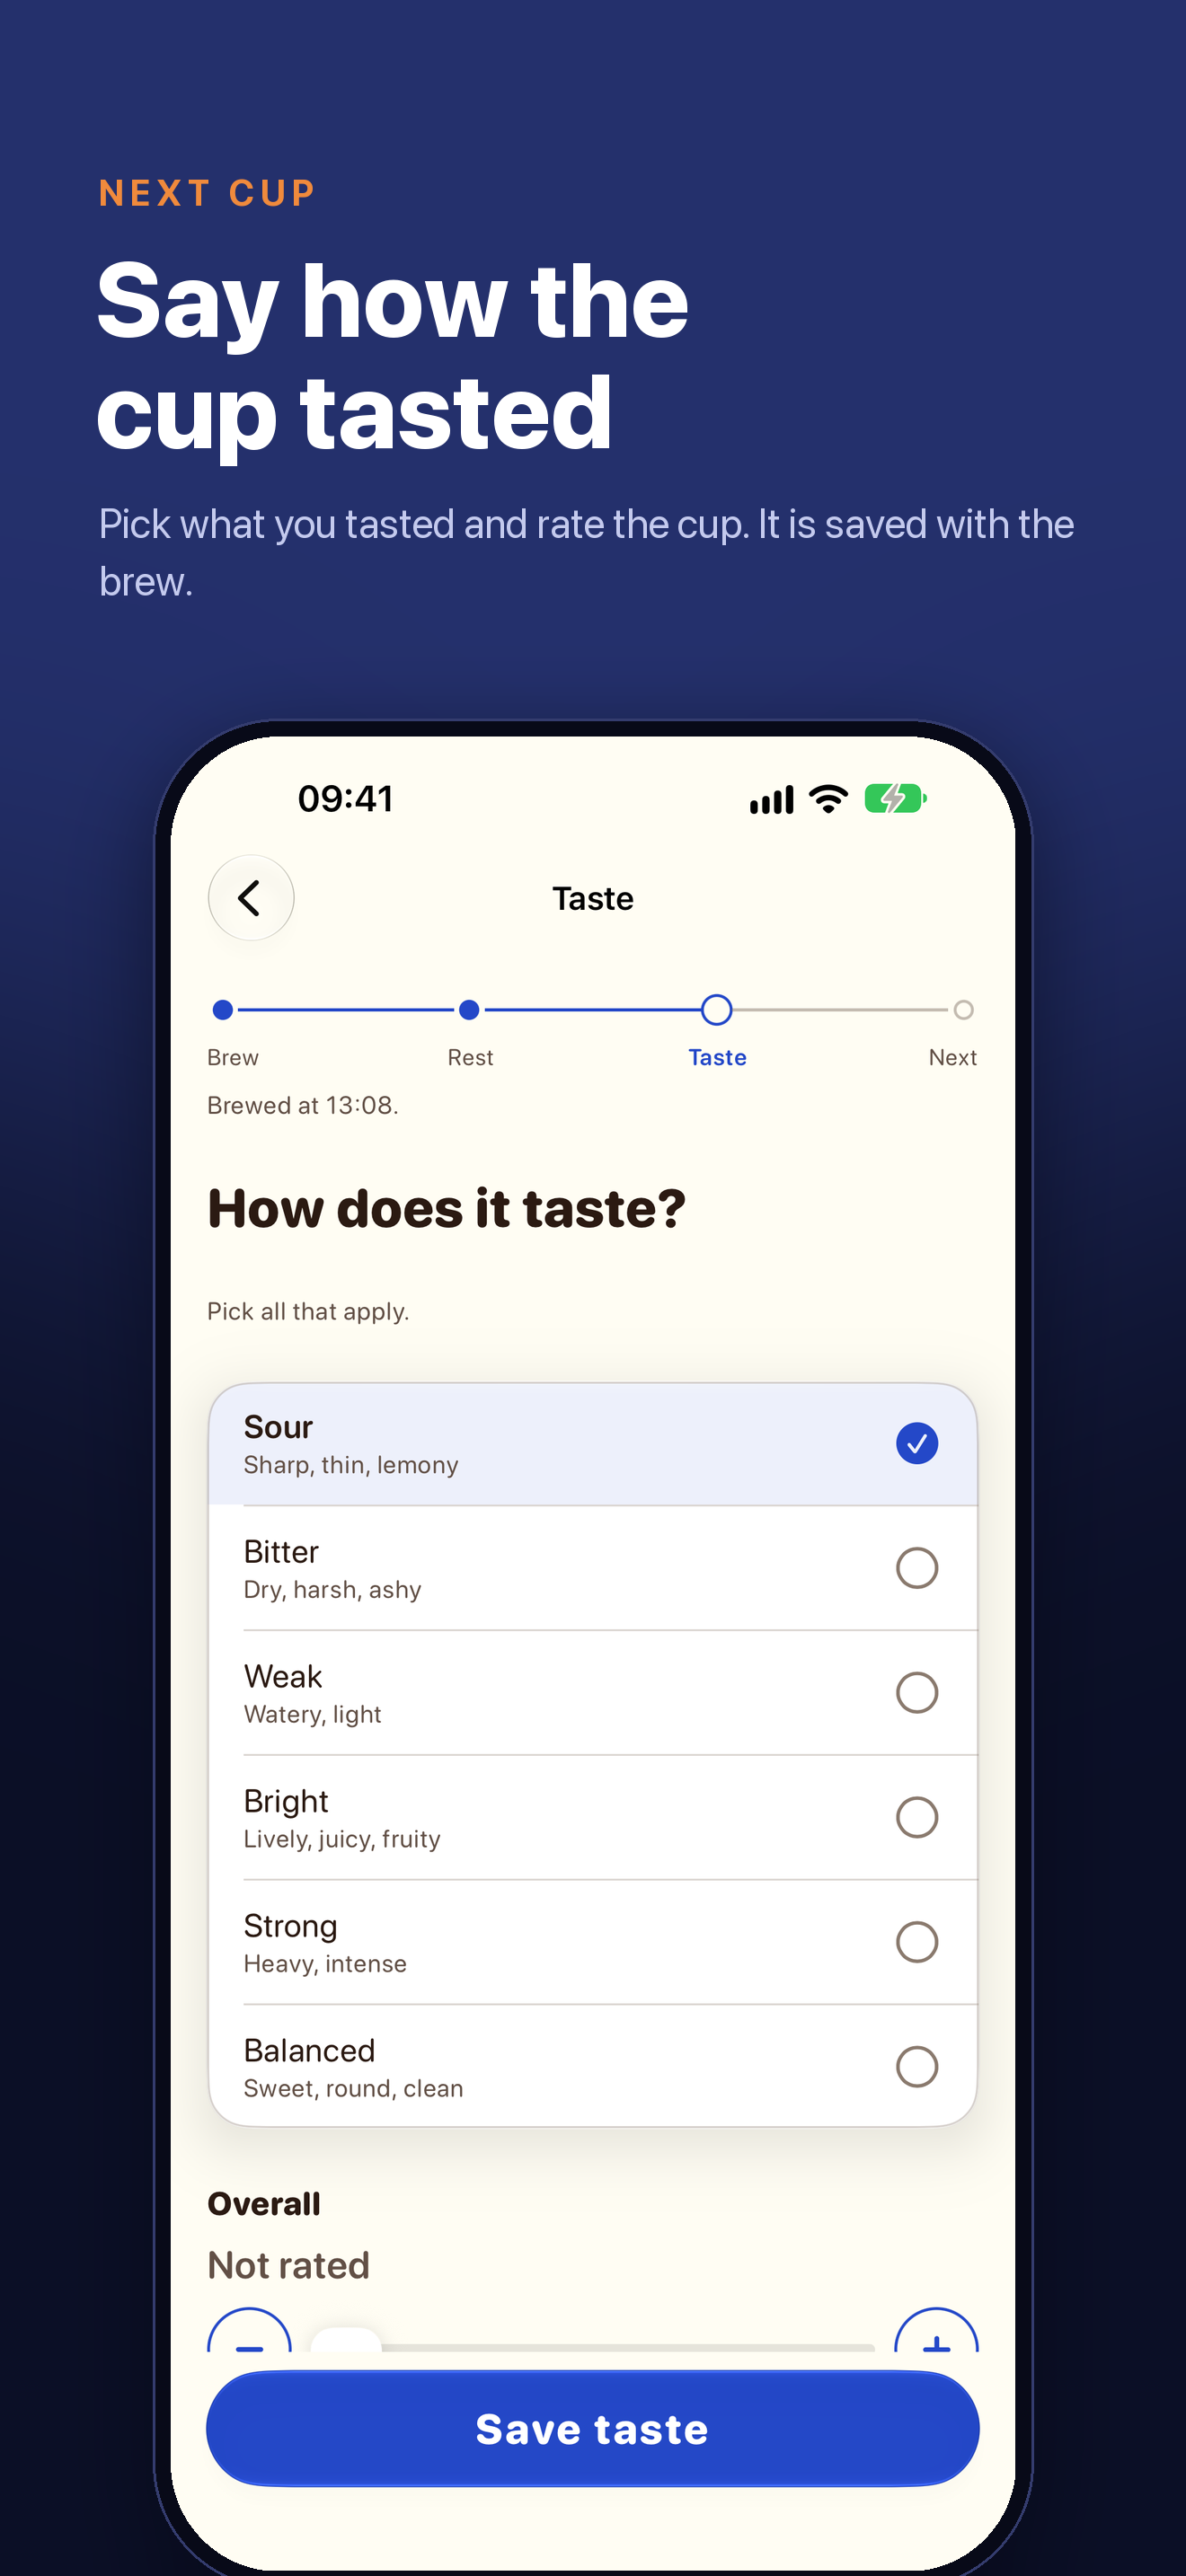 NEXT CUP
Say how the
cup tasted
Pick what you tasted and rate the cup. It is saved with the
brew.
09:41
Taste
Brew Rest Taste Next
Brewed at 13:08.
How does it taste?
Pick all that apply.
Sour
Sharp, thin, lemony
Bitter
Dry, harsh, ashy
Weak
Watery, light
Bright
Lively, juicy, fruity
Strong
Heavy, intense
Balanced
Sweet, round, clean
Overall
Not rated
Save taste